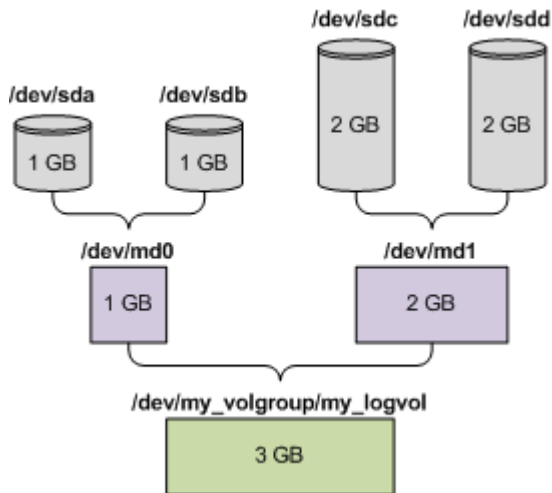 /dev/sdc /dev/sdd
/dev/sda /dev/sdb
2 GB 2 GB
1 GB 1 GB
/dev/md0 /dev/md1
1 GB 2 GB
/dev/my_volgroup/my_logvol
3 GB